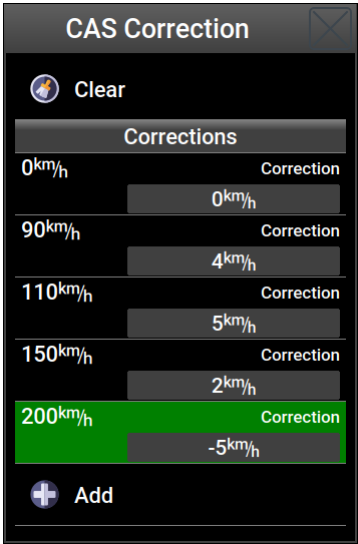 CAS Correction
Clear
Corrections
0km/h Correction
0km/h
90km/h Correction
4km/h
110km/h Correction
5km/h
150km/h Correction
2km/h
200km/h Correction
-5km/h
Add